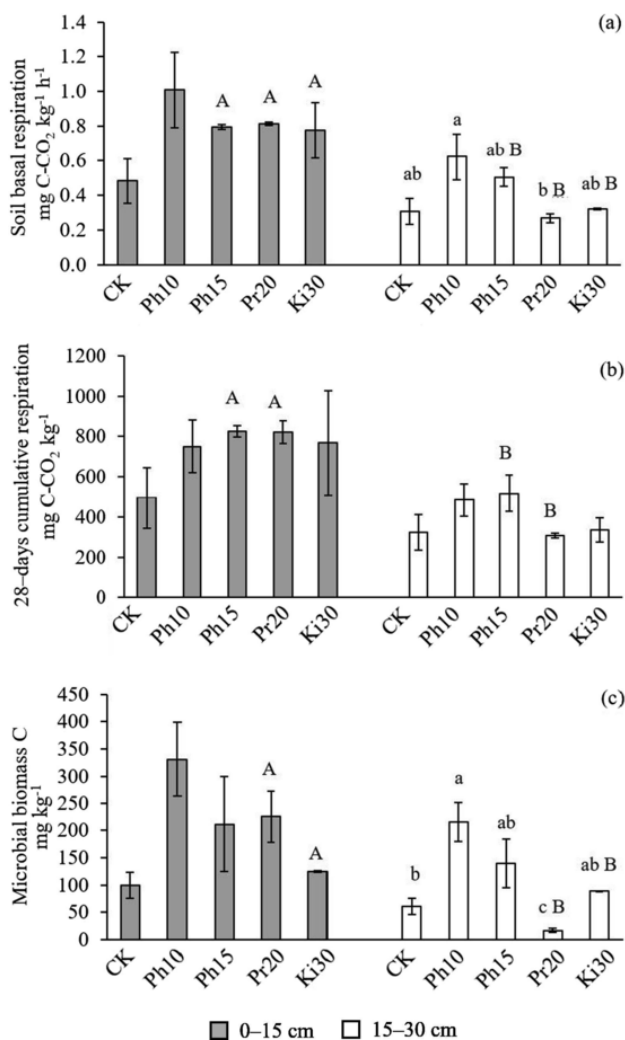 (a)
Soil basal respiration
mg C-CO₂ kg⁻¹ h⁻¹
1.4
1.2
1.0
0.8
0.6
0.4
0.2
0.0
A A A
a
ab ab B b B ab B
CK Ph10 Ph15 Pr20 Ki30 CK Ph10 Ph15 Pr20 Ki30
(b)
28–days cumulative respiration
mg C-CO₂ kg⁻¹
1200
1000
800
600
400
200
0
A A
B
B
CK Ph10 Ph15 Pr20 Ki30 CK Ph10 Ph15 Pr20 Ki30
(c)
Microbial biomass C
mg kg⁻¹
450
400
350
300
250
200
150
100
50
0
A
A
a
b ab c B ab B
CK Ph10 Ph15 Pr20 Ki30 CK Ph10 Ph15 Pr20 Ki30
0–15 cm 15–30 cm